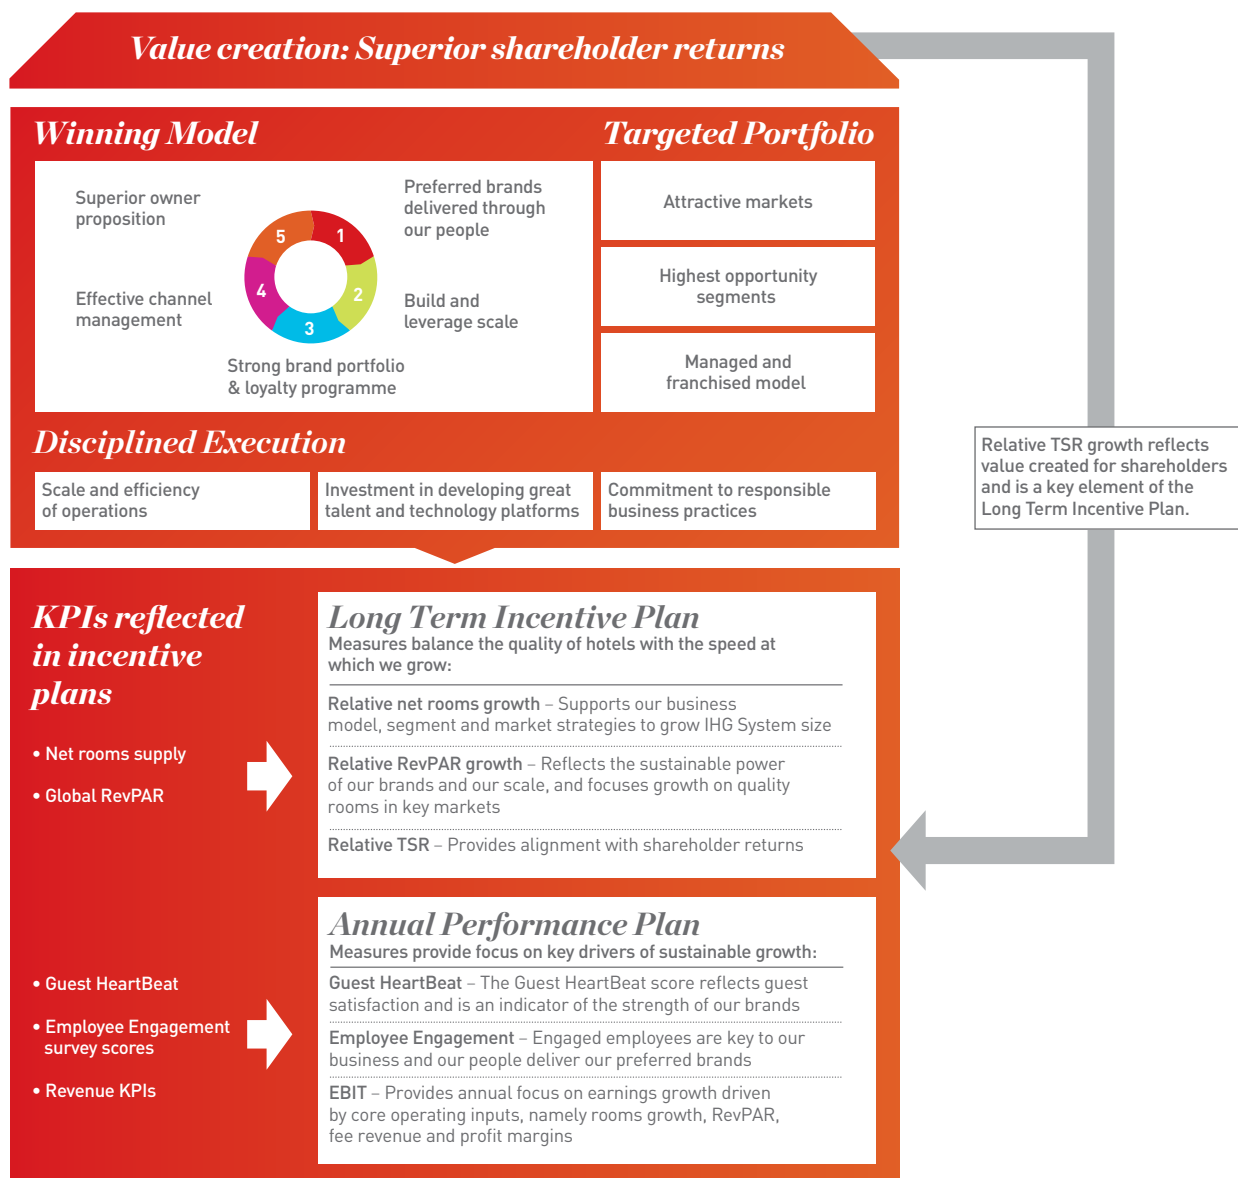 Value creation: Superior shareholder returns
Winning Model
Superior owner
proposition
Preferred brands
delivered through
our people
5
1
4
2
3
Effective channel
management
Build and
leverage scale
Strong brand portfolio
& loyalty programme
Targeted Portfolio
Attractive markets
Highest opportunity
segments
Managed and
franchised model
Disciplined Execution
Scale and efficiency
of operations
Investment in developing great
talent and technology platforms
Commitment to responsible
business practices
Relative TSR growth reflects
value created for shareholders
and is a key element of the
Long Term Incentive Plan.
KPIs reflected
in incentive
plans
• Net rooms supply
• Global RevPAR
Long Term Incentive Plan
Measures balance the quality of hotels with the speed at
which we grow:
Relative net rooms growth – Supports our business
model, segment and market strategies to grow IHG System size
Relative RevPAR growth – Reflects the sustainable power
of our brands and our scale, and focuses growth on quality
rooms in key markets
Relative TSR – Provides alignment with shareholder returns
• Guest HeartBeat
• Employee Engagement
survey scores
• Revenue KPIs
Annual Performance Plan
Measures provide focus on key drivers of sustainable growth:
Guest HeartBeat – The Guest HeartBeat score reflects guest
satisfaction and is an indicator of the strength of our brands
Employee Engagement – Engaged employees are key to our
business and our people deliver our preferred brands
EBIT – Provides annual focus on earnings growth driven
by core operating inputs, namely rooms growth, RevPAR,
fee revenue and profit margins